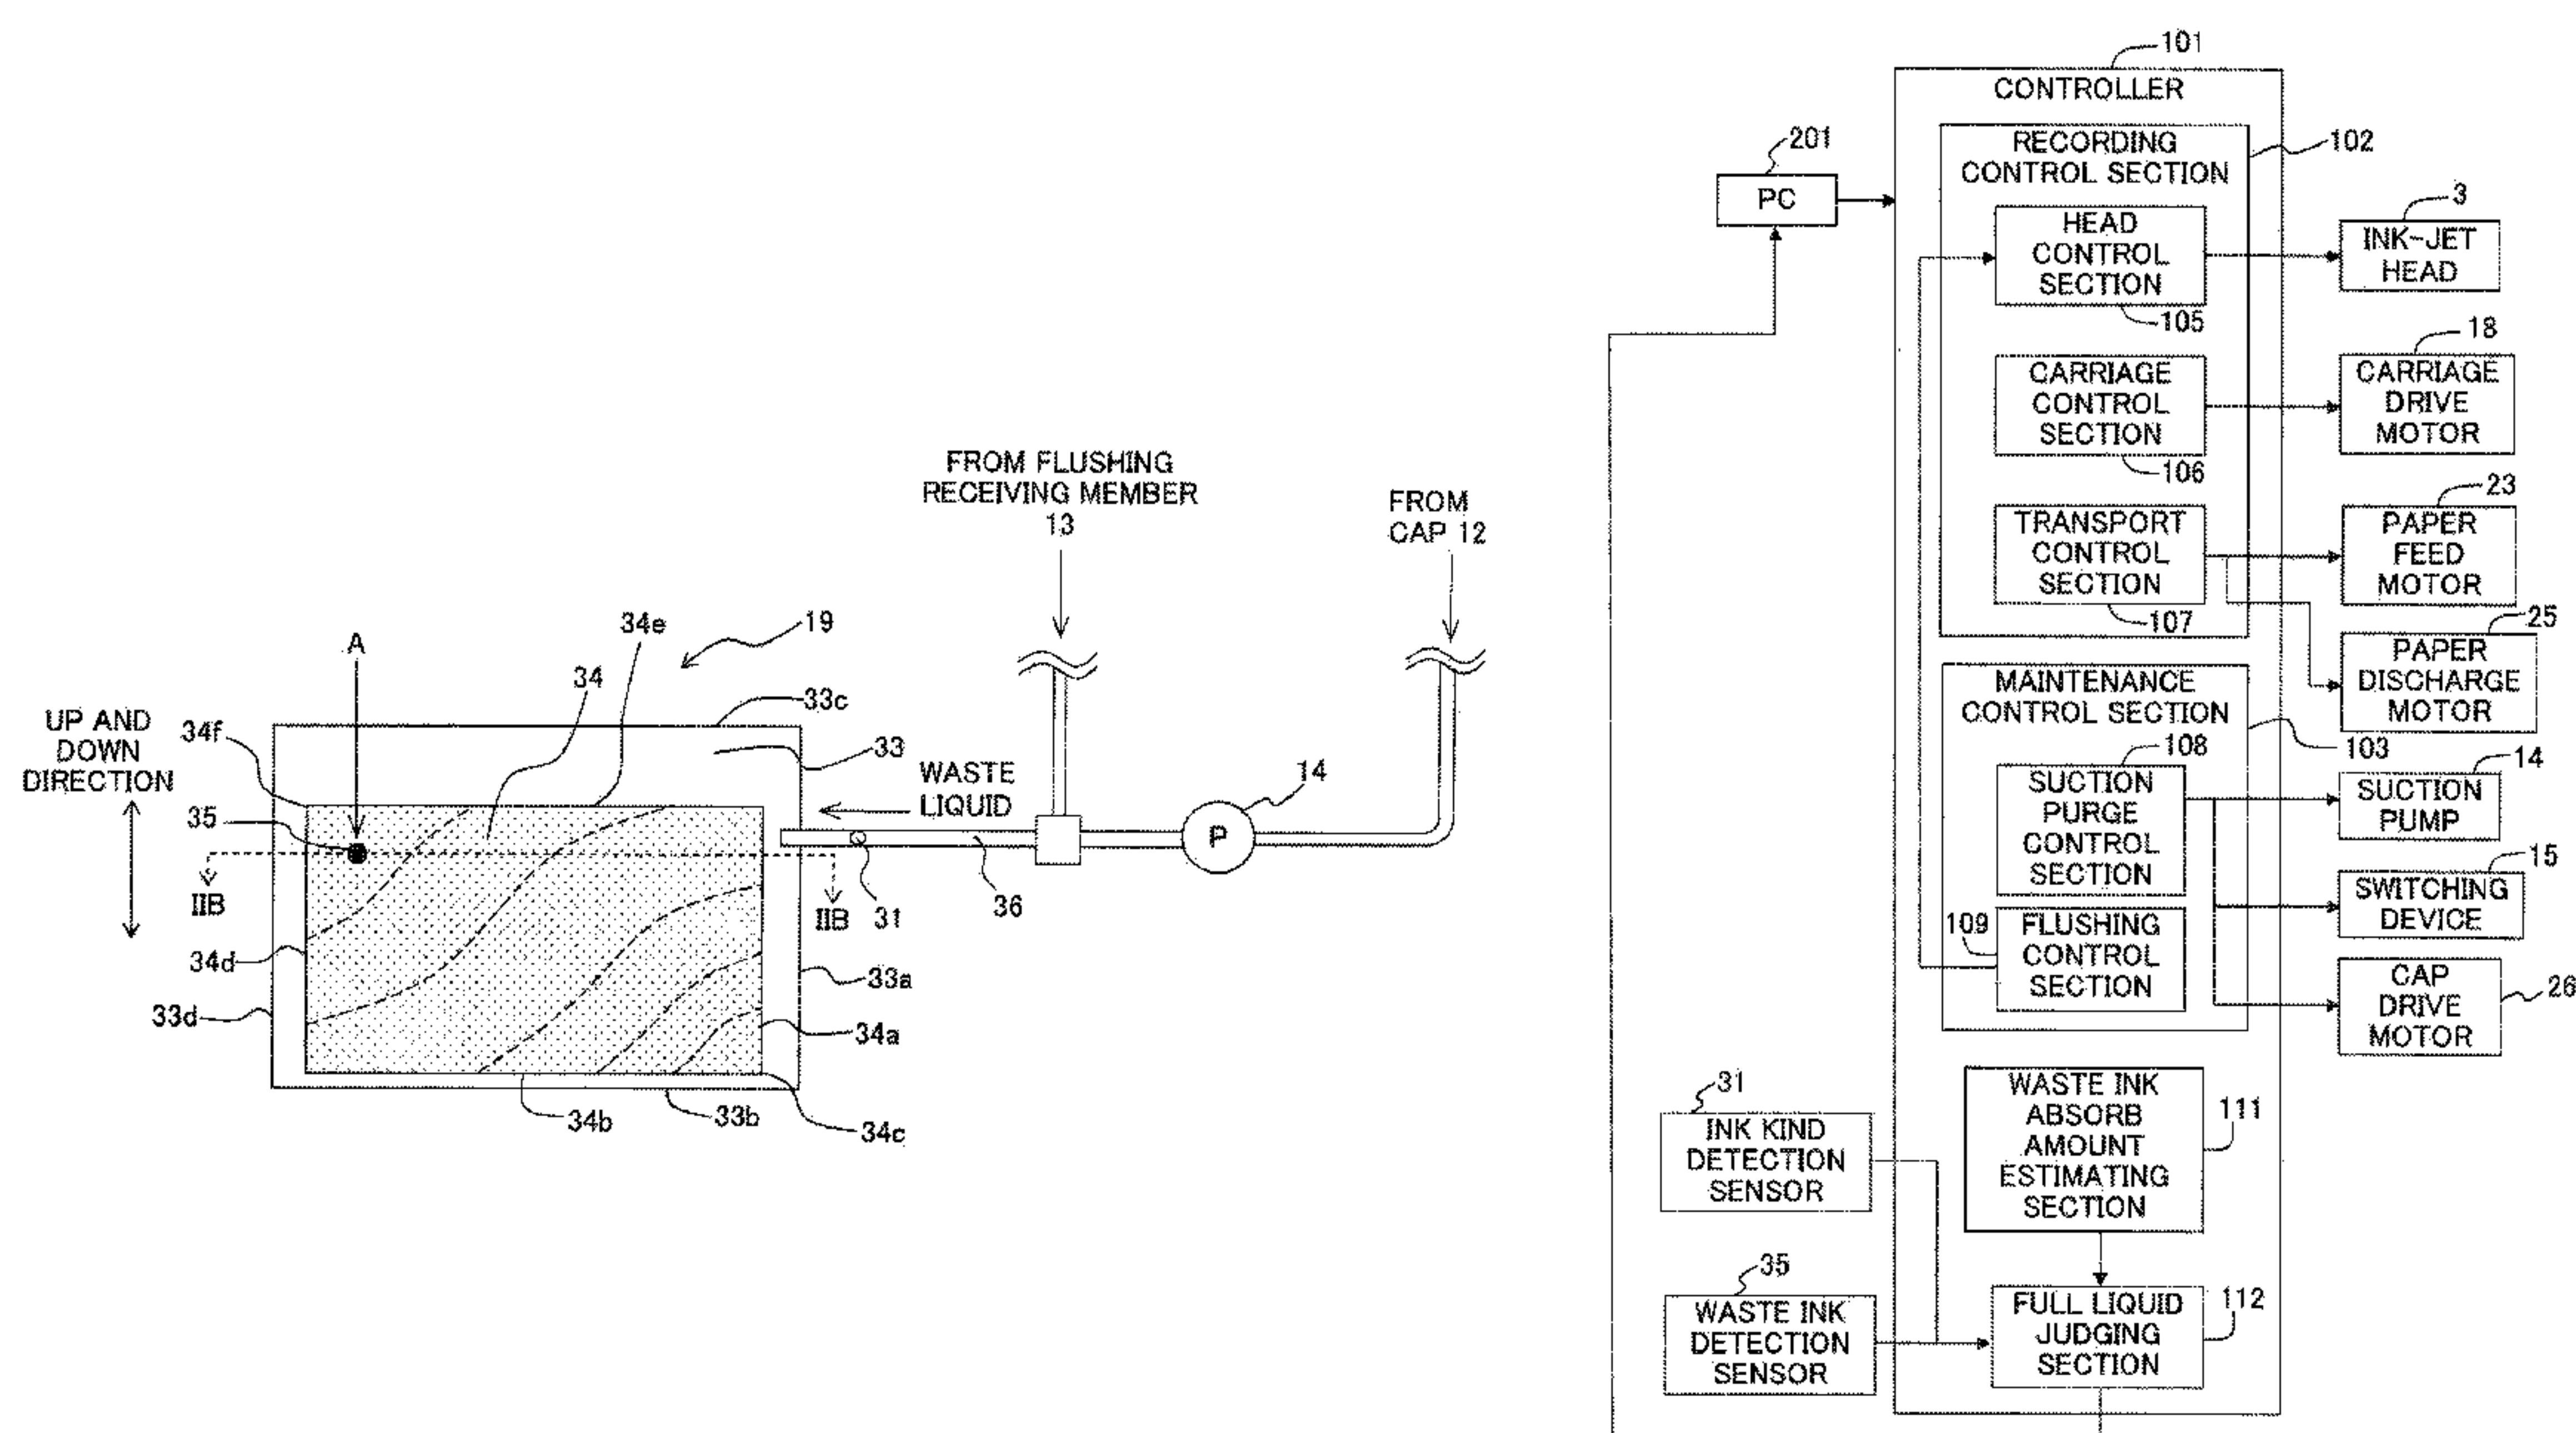 FROM FLUSHING
RECEIVING MEMBER
13
FROM
CAP 12
A
34e
19
34
33c
UP AND
DOWN
DIRECTION
34f
33
WASTE
LIQUID
14
35
P
IIB
IIB
31
36
34d
33a
33d
34a
34b
33b
34c
101
CONTROLLER
201
PC
RECORDING
CONTROL SECTION
102
HEAD
CONTROL
SECTION
105
3
INK-JET
HEAD
CARRIAGE
CONTROL
SECTION
106
18
CARRIAGE
DRIVE
MOTOR
TRANSPORT
CONTROL
SECTION
107
23
PAPER
FEED
MOTOR
25
PAPER
DISCHARGE
MOTOR
MAINTENANCE
CONTROL SECTION
103
108
SUCTION
PURGE
CONTROL
SECTION
14
SUCTION
PUMP
15
SWITCHING
DEVICE
109
FLUSHING
CONTROL
SECTION
CAP
DRIVE
MOTOR
26
31
INK KIND
DETECTION
SENSOR
WASTE INK
ABSORB
AMOUNT
ESTIMATING
SECTION
111
35
WASTE INK
DETECTION
SENSOR
FULL LIQUID
JUDGING
SECTION
112